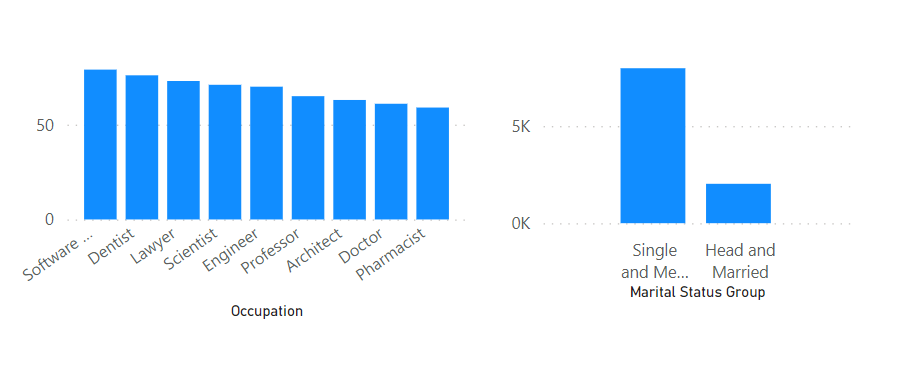 50
0
Software ...
Dentist
Lawyer
Scientist
Engineer
Professor
Architect
Doctor
Pharmacist
Occupation
5K
0K
Single
and Me...
Head and
Married
Marital Status Group